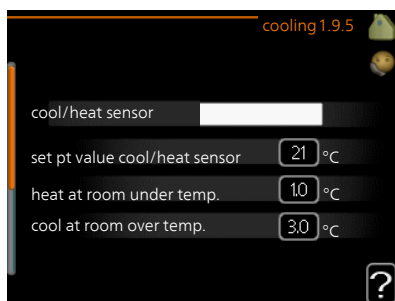 cooling 1.9.5
cool/heat sensor
set pt value cool/heat sensor 21 °C
heat at room under temp. 1.0 °C
cool at room over temp. 3.0 °C
?